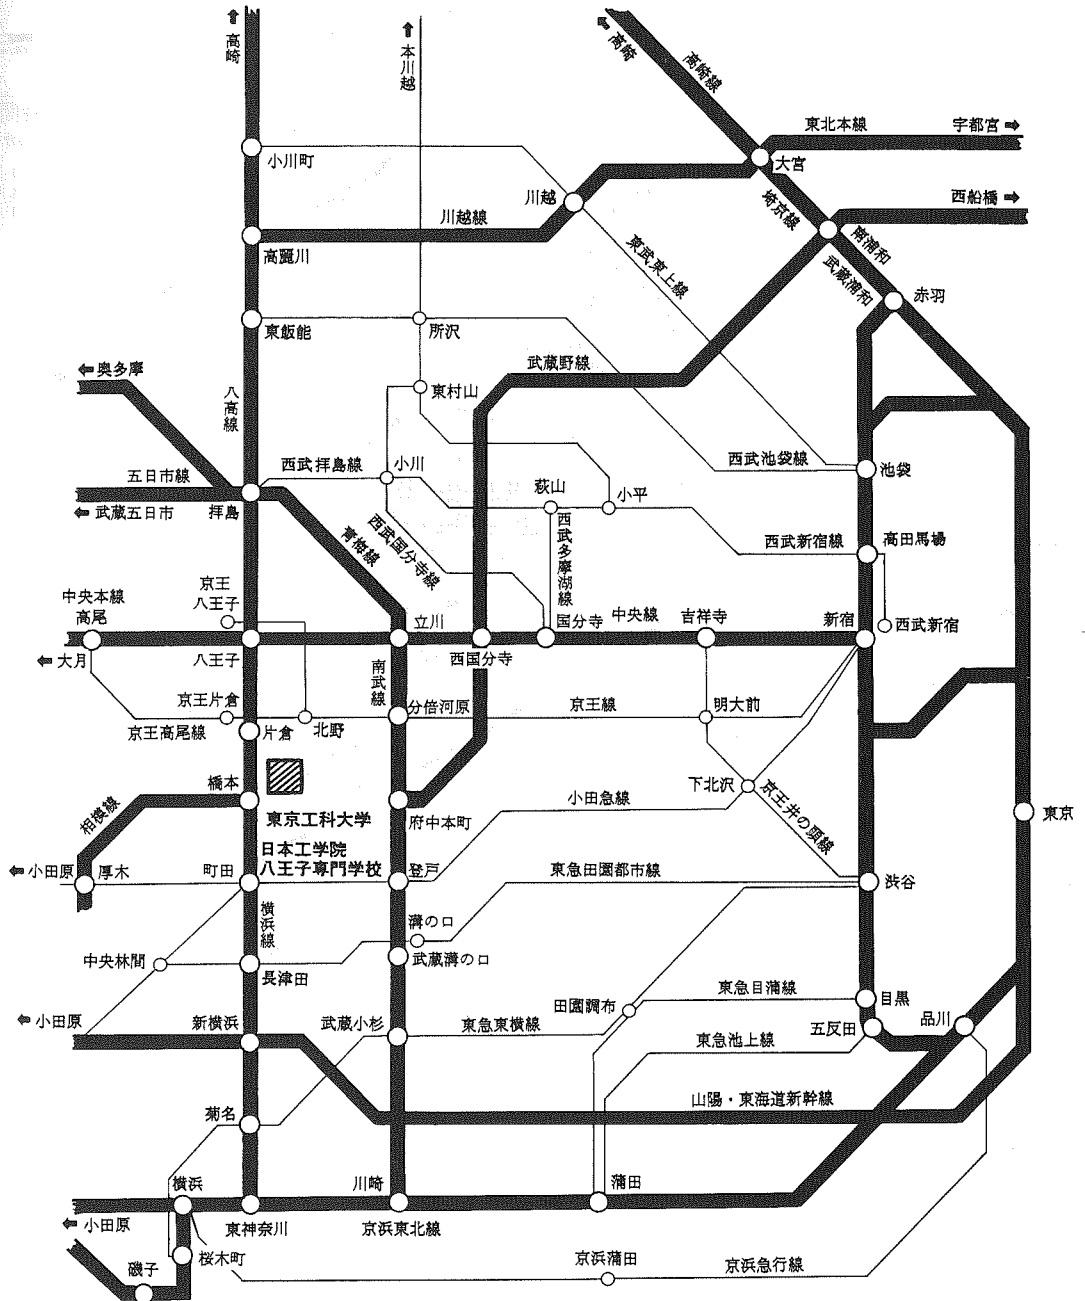 高崎
本川越
高崎
高崎線
東北本線
宇都宮
小川町
大宮
川越
埼京線
西船橋
川越線
高麗川
南浦和
武蔵浦和
東武東上線
赤羽
東飯能
所沢
奥多摩
武蔵野線
東村山
八高線
五日市線
西武拝島線
小川
西武池袋線
池袋
武蔵五日市
拝島
萩山
小平
青梅線
西武国分寺線
西武多摩湖線
西武新宿線
高田馬場
京王
八王子
中央本線
高尾
立川
国分寺
中央線
吉祥寺
新宿
西武新宿
大月
八王子
西国分寺
南武線
京王片倉
分倍河原
京王線
明大前
京王高尾線
片倉
北野
橋本
下北沢
京王井の頭線
相模線
小田急線
東京工科大学
府中本町
東京
日本工学院
八王子専門学校
小田原
厚木
町田
登戸
東急田園都市線
渋谷
横浜線
溝の口
中央林間
長津田
武蔵溝の口
東急目蒲線
目黒
田園調布
小田原
新横浜
武蔵小杉
東急東横線
五反田
品川
東急池上線
菊名
山陽・東海道新幹線
横浜
川崎
蒲田
小田原
東神奈川
京浜東北線
桜木町
京浜蒲田
京浜急行線
磯子